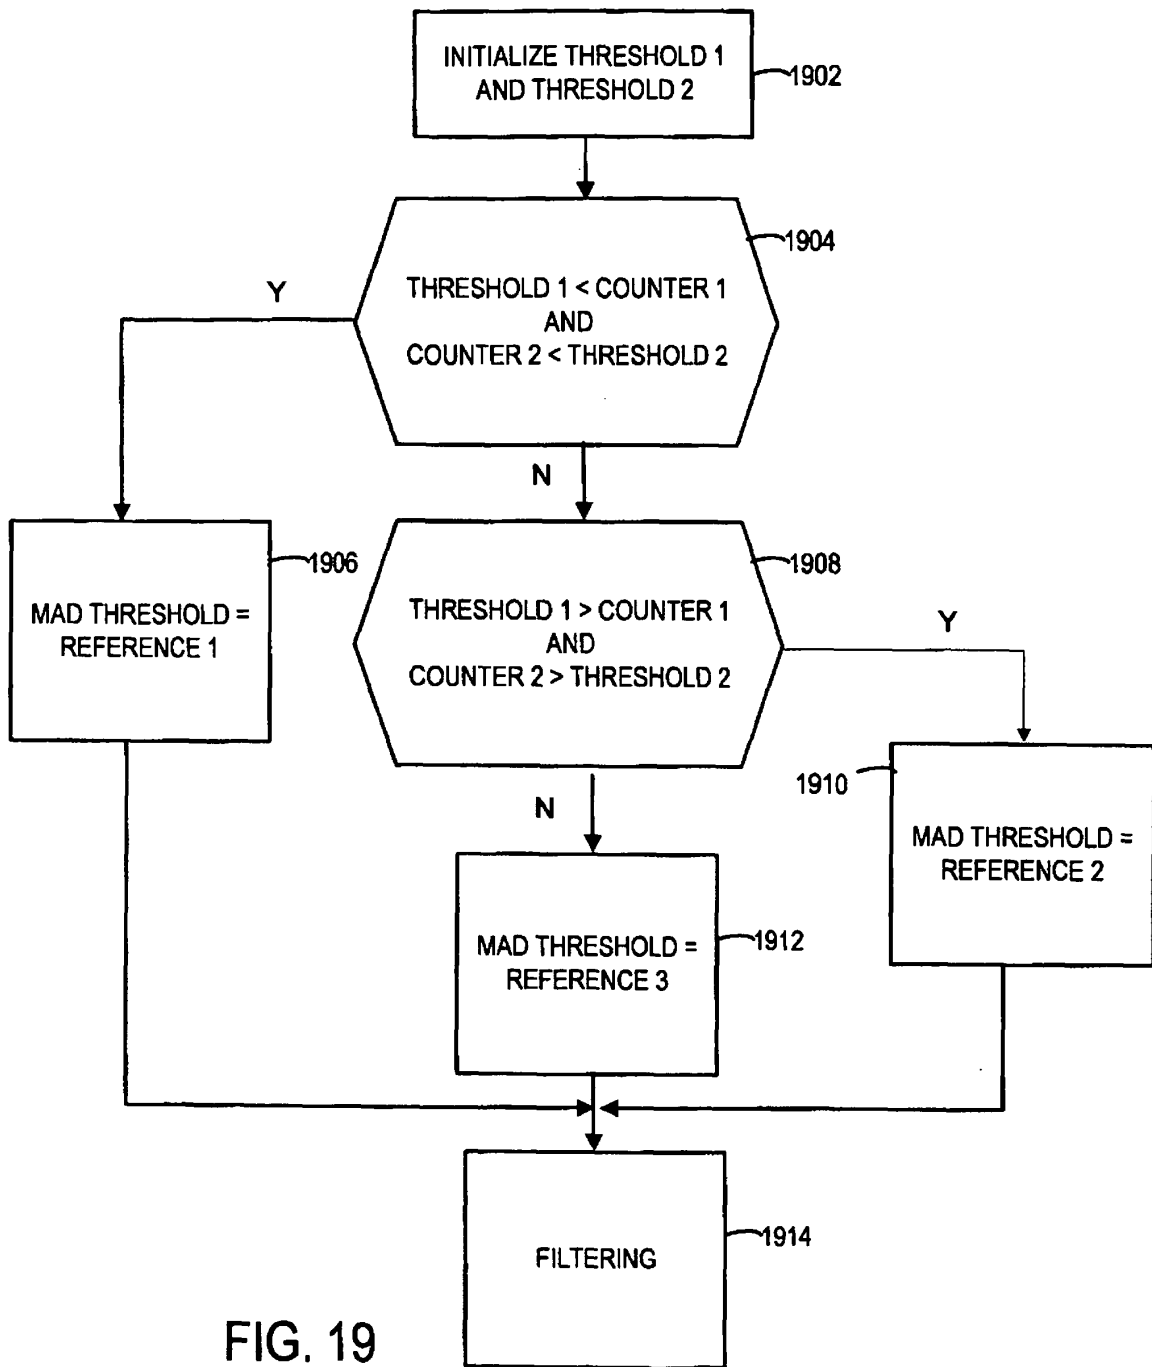 INITIALIZE THRESHOLD 1
AND THRESHOLD 2
1902
1904
THRESHOLD 1 < COUNTER 1
AND
COUNTER 2 < THRESHOLD 2
Y
N
1906
MAD THRESHOLD =
REFERENCE 1
1908
THRESHOLD 1 > COUNTER 1
AND
COUNTER 2 > THRESHOLD 2
Y
N
1910
MAD THRESHOLD =
REFERENCE 2
1912
MAD THRESHOLD =
REFERENCE 3
1914
FILTERING
FIG. 19